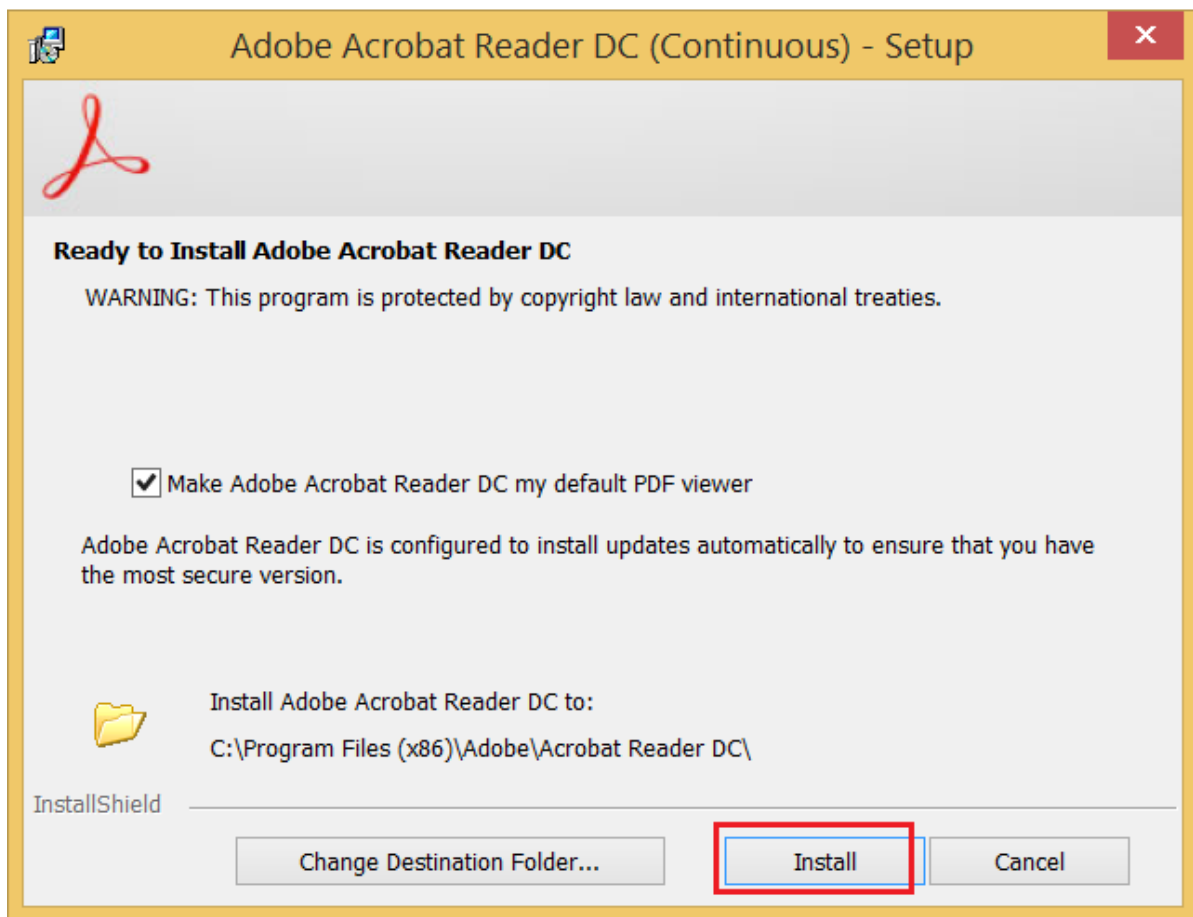 Adobe Acrobat Reader DC (Continuous) - Setup
Ready to Install Adobe Acrobat Reader DC
WARNING: This program is protected by copyright law and international treaties.
Make Adobe Acrobat Reader DC my default PDF viewer
Adobe Acrobat Reader DC is configured to install updates automatically to ensure that you have
the most secure version.
Install Adobe Acrobat Reader DC to:
C:\Program Files (x86)\Adobe\Acrobat Reader DC\
InstallShield
Change Destination Folder... Install Cancel